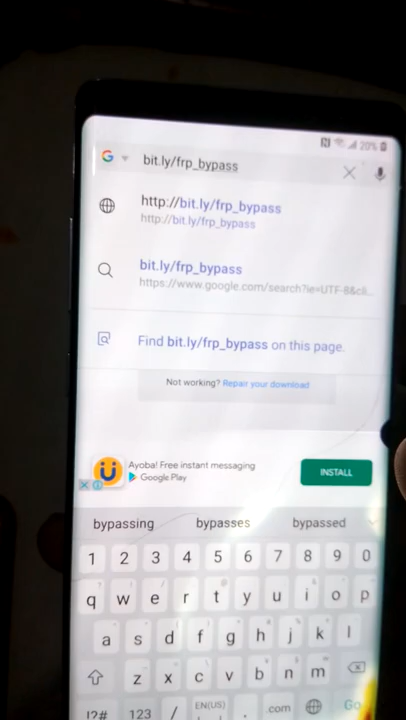 20%
G bit.ly/frp_bypass
http://bit.ly/frp_bypass
http://bit.ly/frp_bypass
bit.ly/frp_bypass
https://www.google.com/search?ie=UTF-8&cli...
Find bit.ly/frp_bypass on this page.
Not working? Repair your download
Ayoba! Free instant messaging
Google Play
INSTALL
bypassing bypasses bypassed
1 2 3 4 5 6 7 8 9 0
q w e r t y u i o p
a s d f g h j k l
z x c v b n m
!?# 123 / EN(US) . .com Go